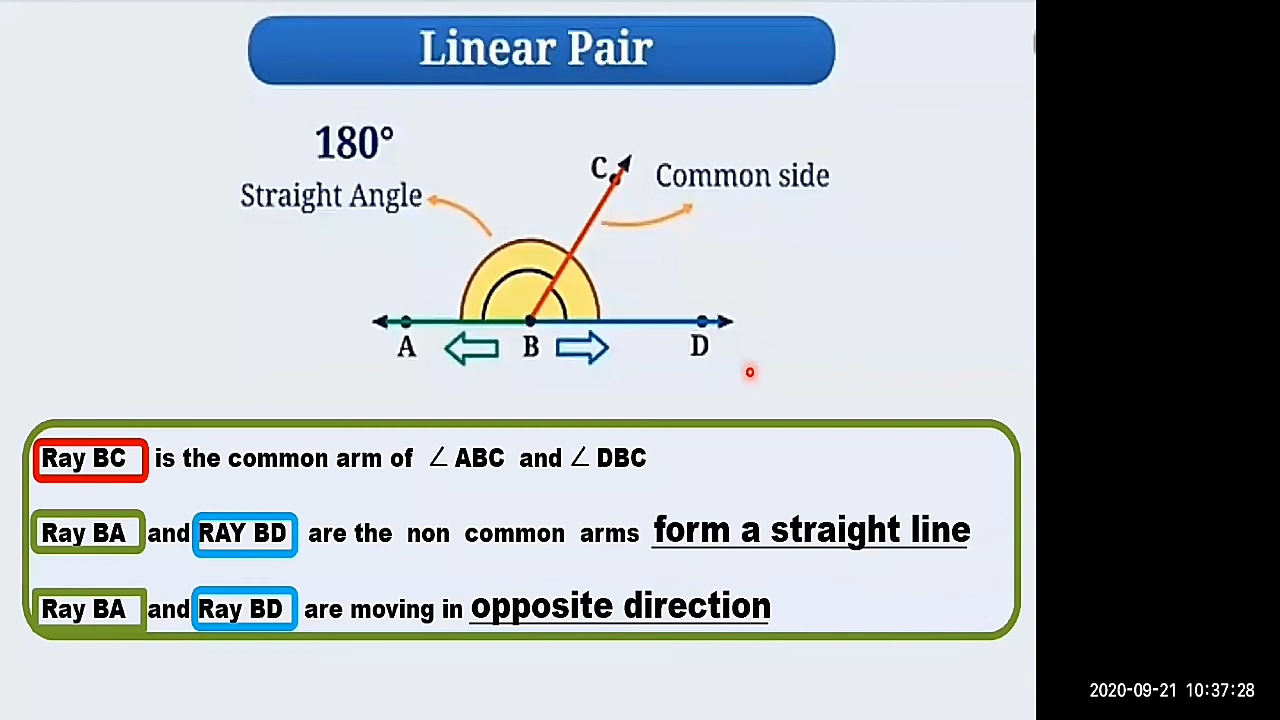 Linear Pair
180°
Straight Angle
C
Common side
A
B
D
Ray BC is the common arm of ∠ ABC and ∠ DBC
Ray BA and RAY BD are the non common arms form a straight line
Ray BA and Ray BD are moving in opposite direction
2020-09-21 10:37:28